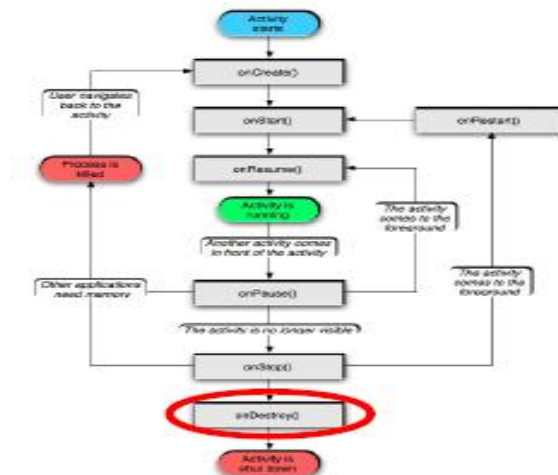 Activity
starts
onCreate()
User navigates
back to the
activity
onStart()
onRestart()
Process is
killed
onResume()
Activity is
running
The activity
comes to the
foreground
Another activity comes
in front of the activity
The activity
comes to the
foreground
Other applications
need memory
onPause()
The activity is no longer visible
onStop()
onDestroy()
Activity is
shut down